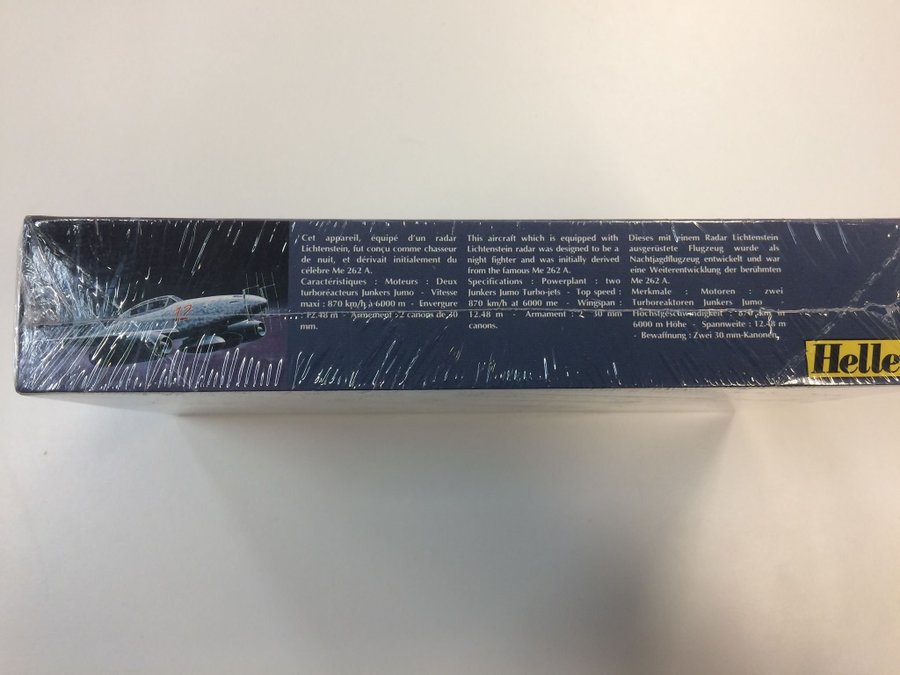 Cet appareil, équipé d'un radar
Lichtenstein, fut conçu comme chasseur
de nuit, et dérivait initialement du
célèbre Me 262 A.
Caractéristiques : Moteurs : Deux
turboréacteurs Junkers Jumo - Vitesse
maxi : 870 km/h à 6000 m - Envergure
: 12.48 m - Armement : 2 canons de 30
mm.
This aircraft which is equipped with
Lichtenstein radar was designed to be a
night fighter and was initially derived
from the famous Me 262 A.
Specifications : Powerplant : two
Junkers Jumo Turbo-jets - Top speed :
870 km/h at 6000 me - Wingspan :
12.48 m - Armament : 2 30 mm
canons.
Dieses mit einem Radar Lichtenstein
ausgerüstete Flugzeug wurde als
Nachtjagdflugzeug entwickelt und war
eine Weiterentwicklung der berühmten
Me 262 A.
Merkmale : Motoren : zwei
Turboreaktoren Junkers Jumo
Höchstgeschwindigkeit : 870 km in
6000 m Höhe - Spannweite : 12.48 m
- Bewaffnung : Zwei 30 mm-Kanonen.
12
Helle